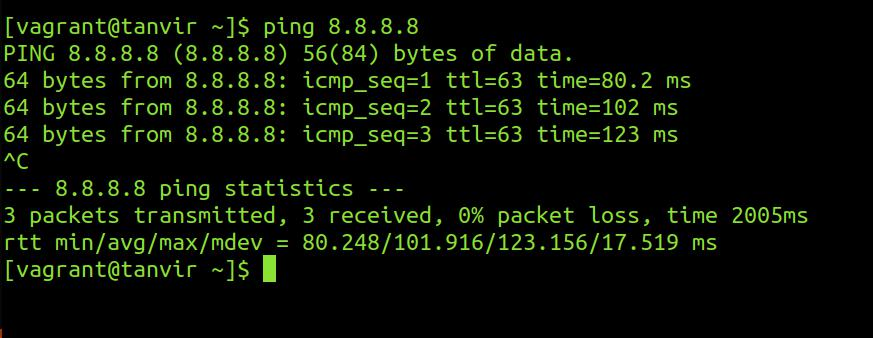 [vagrant@tanvir ~]$ ping 8.8.8.8
PING 8.8.8.8 (8.8.8.8) 56(84) bytes of data.
64 bytes from 8.8.8.8: icmp_seq=1 ttl=63 time=80.2 ms
64 bytes from 8.8.8.8: icmp_seq=2 ttl=63 time=102 ms
64 bytes from 8.8.8.8: icmp_seq=3 ttl=63 time=123 ms
^C
--- 8.8.8.8 ping statistics ---
3 packets transmitted, 3 received, 0% packet loss, time 2005ms
rtt min/avg/max/mdev = 80.248/101.916/123.156/17.519 ms
[vagrant@tanvir ~]$